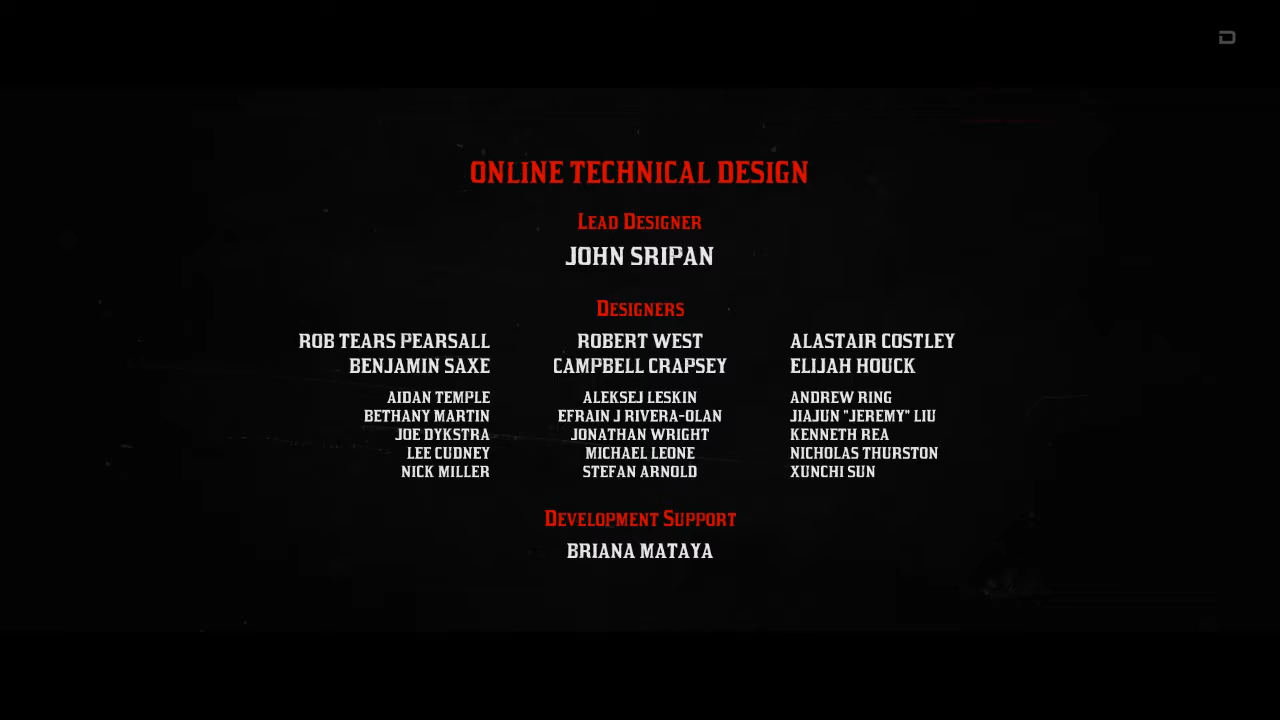 D
ONLINE TECHNICAL DESIGN
LEAD DESIGNER
JOHN SRIPAN
DESIGNERS
ROB TEARS PEARSALL ROBERT WEST ALASTAIR COSTLEY
BENJAMIN SAXE CAMPBELL CRAPSEY ELIJAH HOUCK
AIDAN TEMPLE ALEKSEJ LESKIN ANDREW RING
BETHANY MARTIN EFRAIN J RIVERA-OLAN JIAJUN "JEREMY" LIU
JOE DYKSTRA JONATHAN WRIGHT KENNETH REA
LEE CUDNEY MICHAEL LEONE NICHOLAS THURSTON
NICK MILLER STEFAN ARNOLD XUNCHI SUN
DEVELOPMENT SUPPORT
BRIANA MATAYA